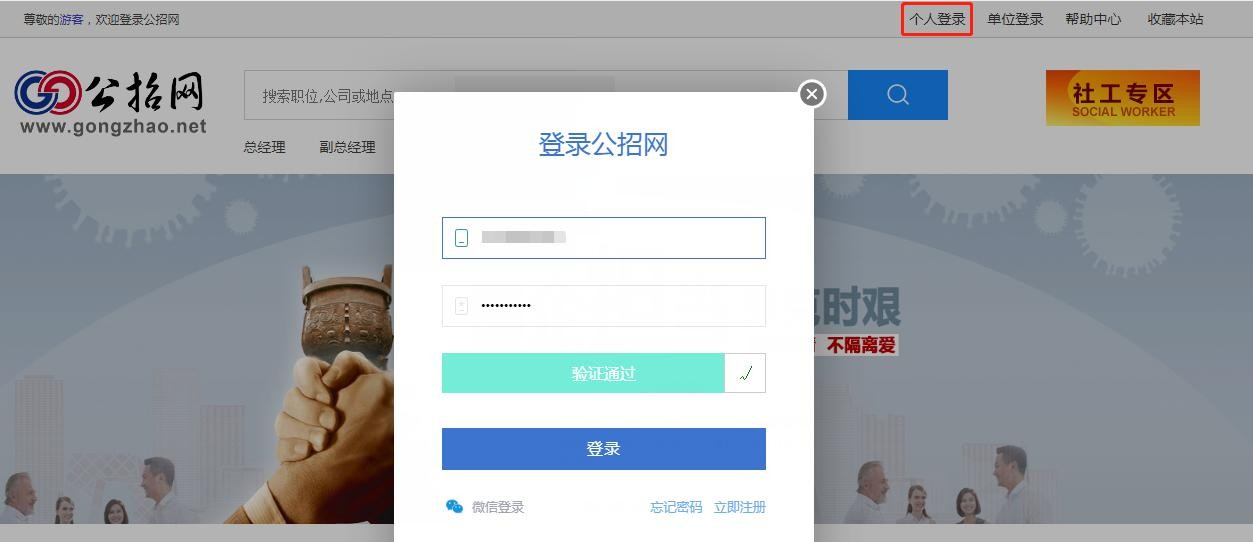 尊敬的游客，欢迎登录公招网
个人登录 单位登录 帮助中心 收藏本站
公招网
www.gongzhao.net
搜索职位,公司或地点
社工专区
SOCIAL WORKER
总经理 副总经理
登录公招网
•••••••••••
验证通过
登录
微信登录 忘记密码 立即注册
时艰
不隔离爱